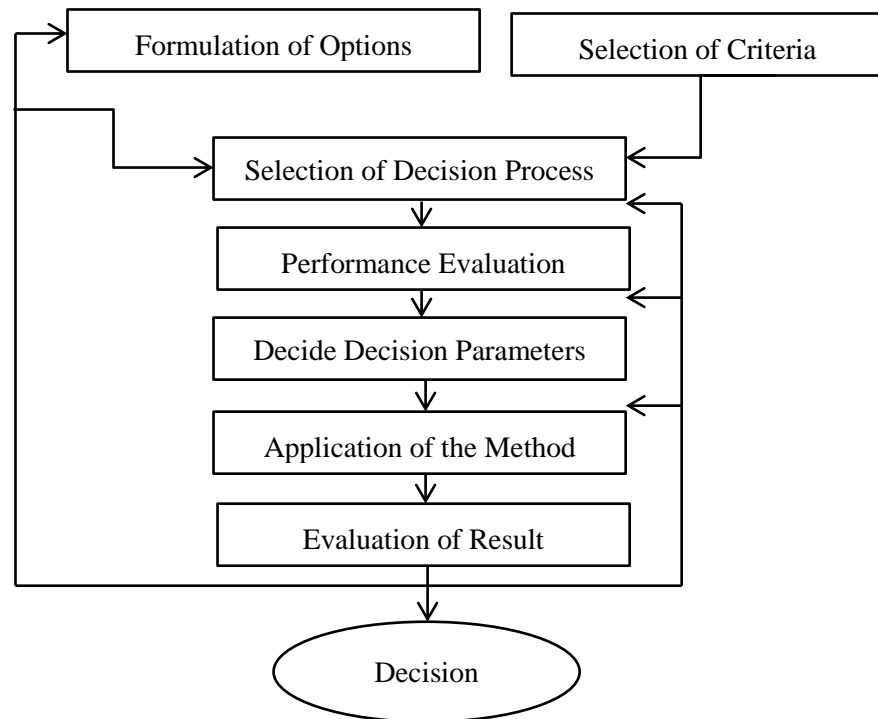 Formulation of Options
Selection of Criteria
Selection of Decision Process
Performance Evaluation
Decide Decision Parameters
Application of the Method
Evaluation of Result
Decision